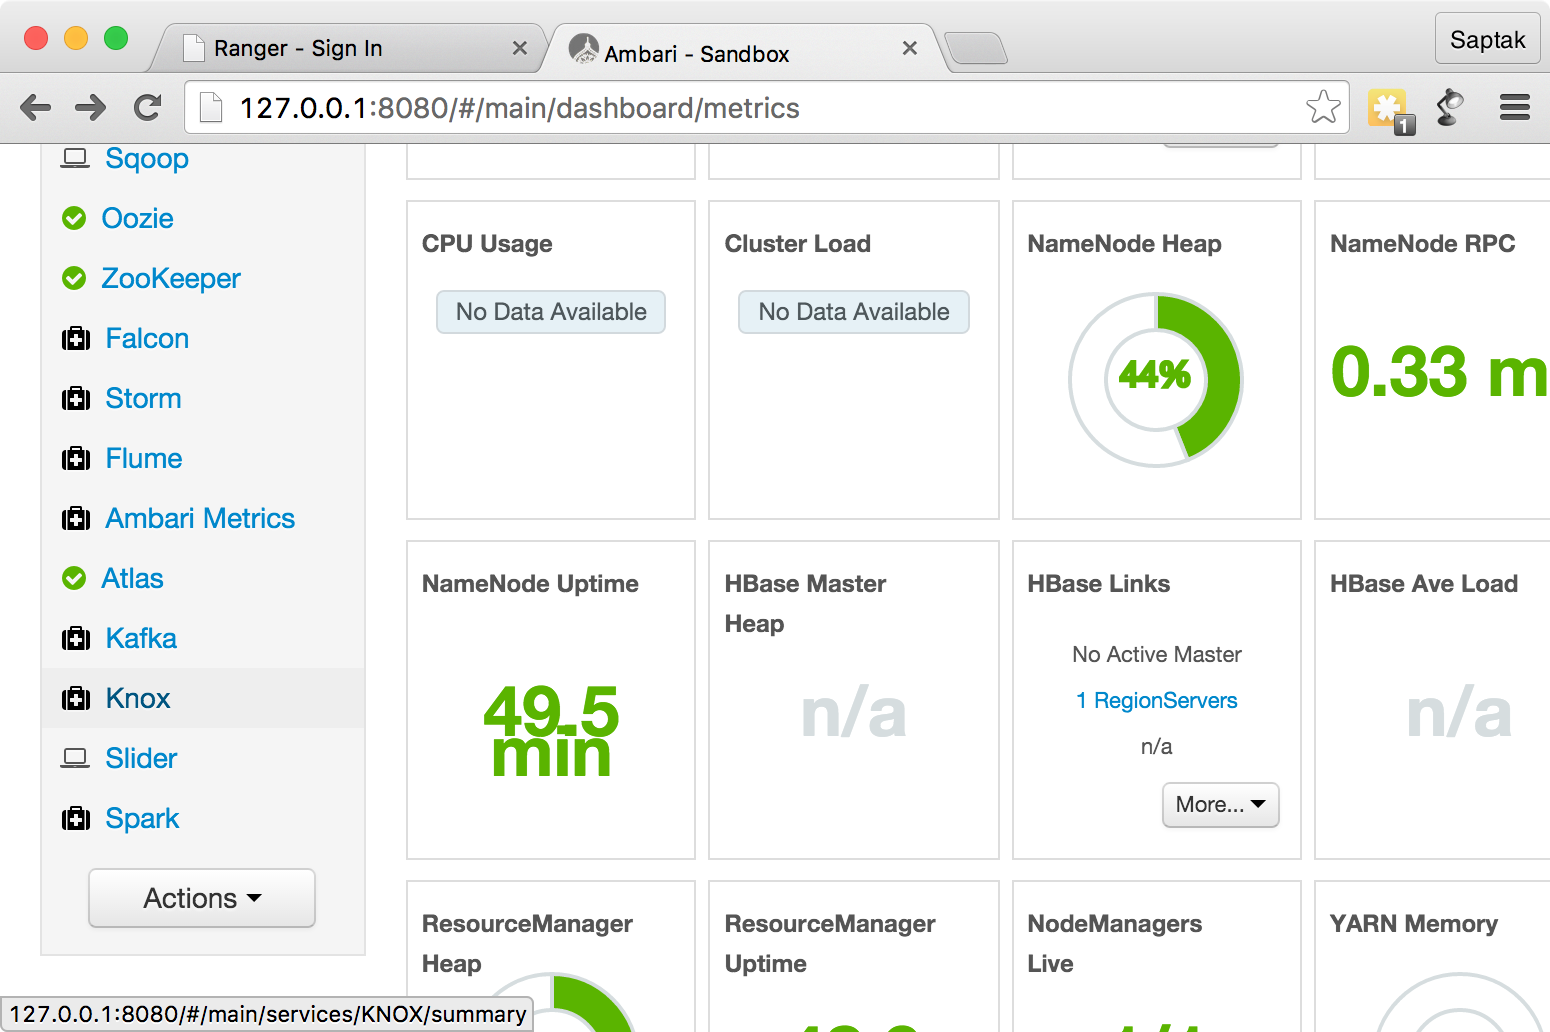 Ranger - Sign In
Ambari - Sandbox
Saptak
127.0.0.1:8080/#/main/dashboard/metrics
1
Sqoop
Oozie
ZooKeeper
Falcon
Storm
Flume
Ambari Metrics
Atlas
Kafka
Knox
Slider
Spark
Actions
CPU Usage
No Data Available
Cluster Load
No Data Available
NameNode Heap
44%
NameNode RPC
0.33 m
NameNode Uptime
49.5
min
HBase Master
Heap
n/a
HBase Links
No Active Master
1 RegionServers
n/a
More...
HBase Ave Load
n/a
ResourceManager
Heap
ResourceManager
Uptime
NodeManagers
Live
YARN Memory
127.0.0.1:8080/#/main/services/KNOX/summary